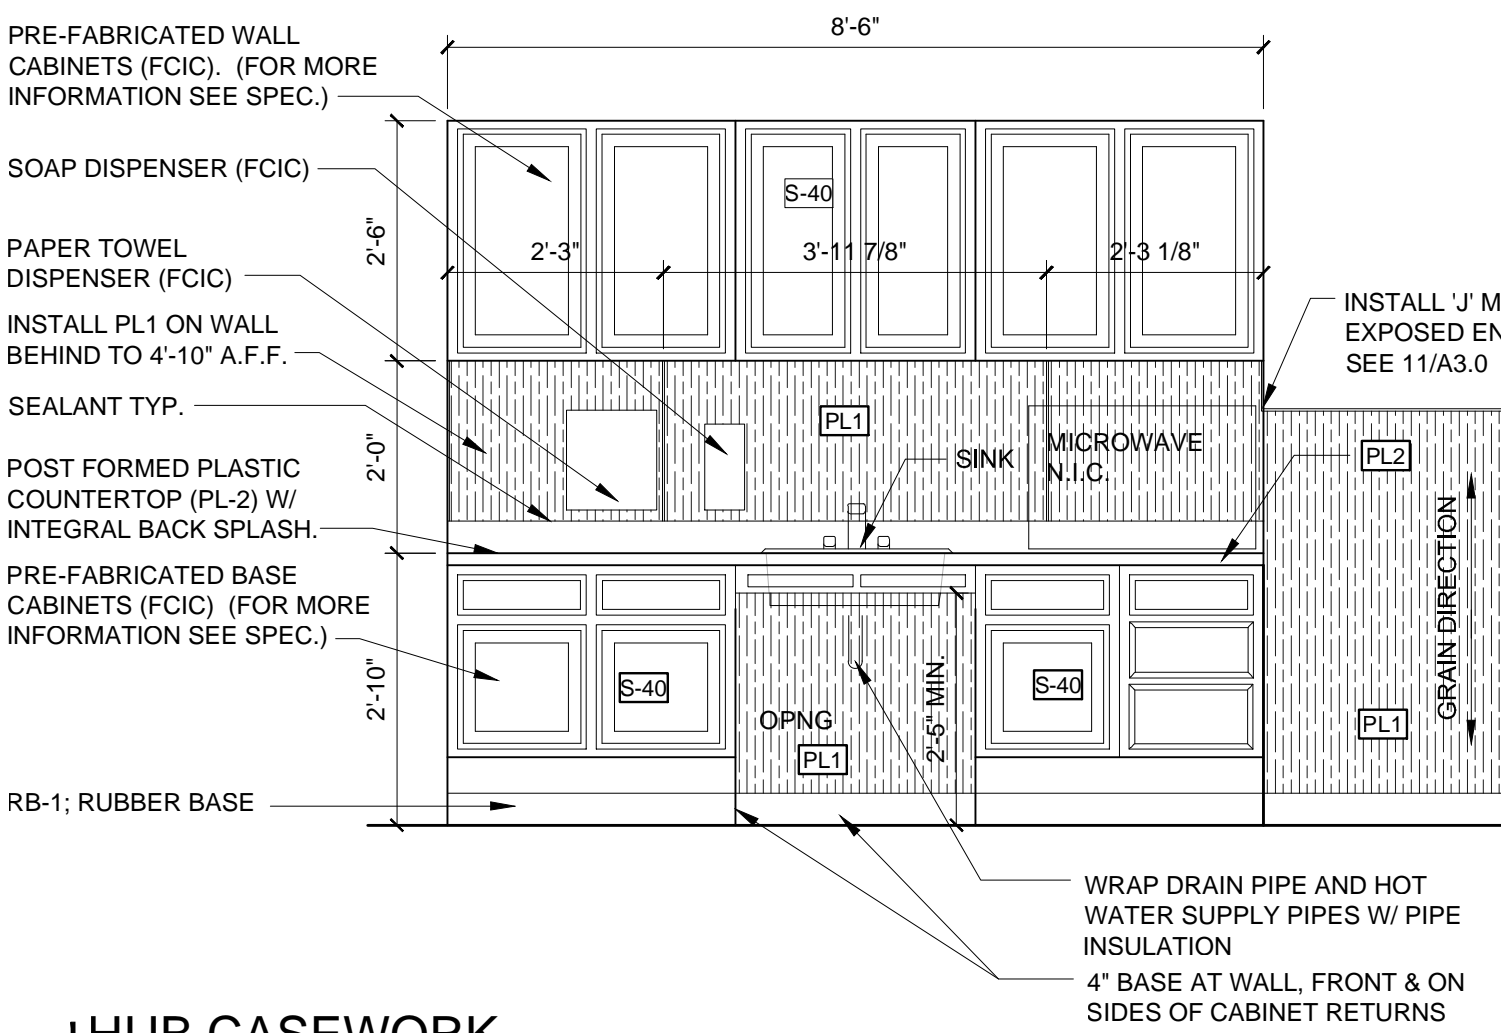 8'-6"
PRE-FABRICATED WALL
CABINETS (FCIC).  (FOR MORE
INFORMATION SEE SPEC.)
SOAP DISPENSER (FCIC)
PAPER TOWEL
DISPENSER (FCIC)
INSTALL PL1 ON WALL
BEHIND TO 4'-10" A.F.F.
SEALANT TYP.
POST FORMED PLASTIC
COUNTERTOP (PL-2) W/
INTEGRAL BACK SPLASH.
PRE-FABRICATED BASE
CABINETS (FCIC)  (FOR MORE
INFORMATION SEE SPEC.)
RB-1; RUBBER BASE
2'-6"
2'-0"
2'-10"
S-40
2'-3"
3'-11 7/8"
2'-3 1/8"
PL1
SINK
MICROWAVE
N.I.C.
S-40
OPNG
PL1
2'-5" MIN.
S-40
INSTALL 'J' M
EXPOSED EN
SEE 11/A3.0
PL2
GRAIN DIRECTION
PL1
WRAP DRAIN PIPE AND HOT
WATER SUPPLY PIPES W/ PIPE
INSULATION
4" BASE AT WALL, FRONT & ON
SIDES OF CABINET RETURNS
HUB CASEWORK